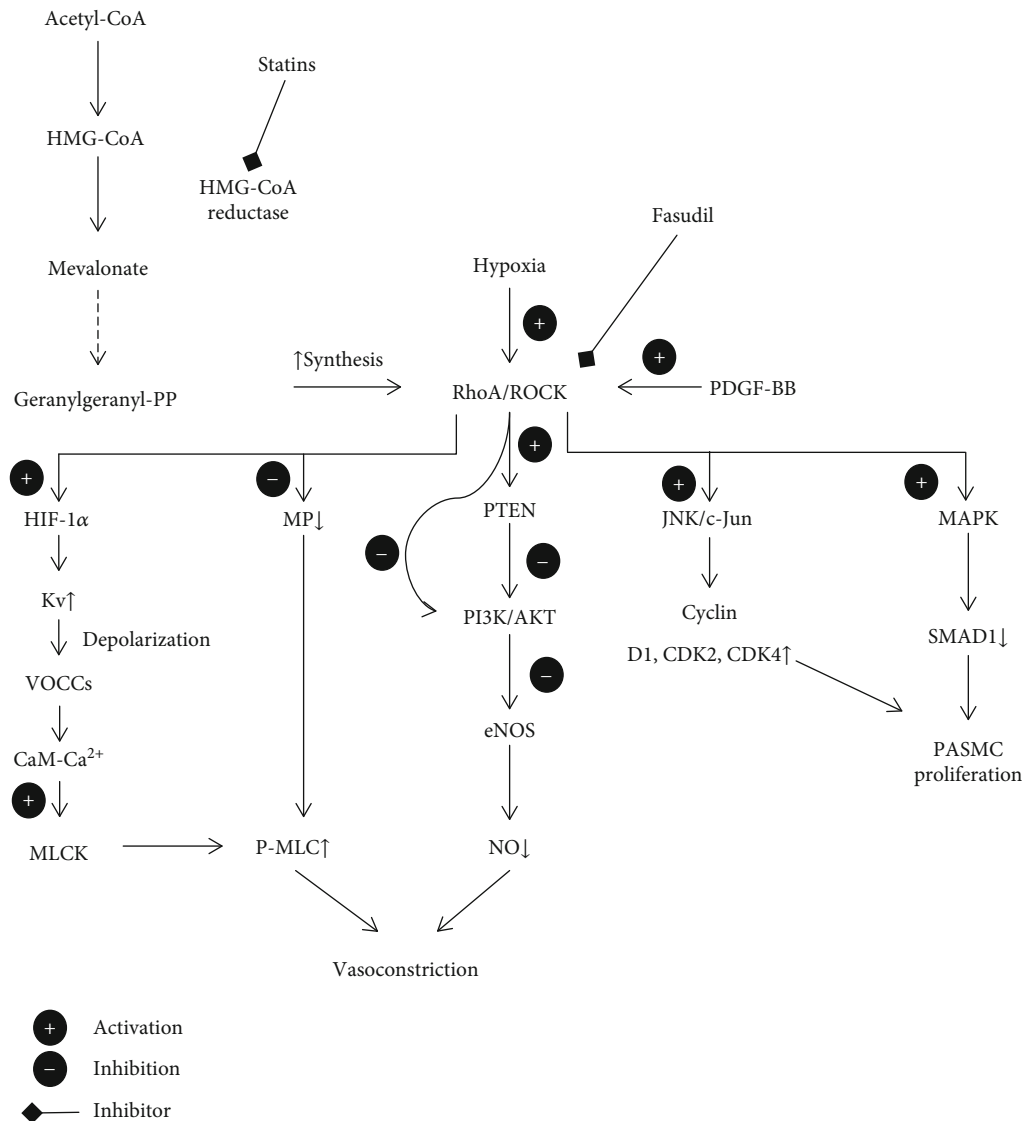 Acetyl-CoA
Statins
HMG-CoA
HMG-CoA
reductase
Fasudil
Mevalonate
Hypoxia
+
↑Synthesis
+
Geranylgeranyl-PP
RhoA/ROCK
PDGF-BB
+
−
+
+
+
HIF-1α
MP↓
PTEN
JNK/c-Jun
MAPK
−
−
Kv↑
PI3K/AKT
Cyclin
Depolarization
SMAD1↓
D1, CDK2, CDK4↑
VOCCs
−
eNOS
CaM-Ca²⁺
PASMC
proliferation
+
MLCK
P-MLC↑
NO↓
Vasoconstriction
+ Activation
− Inhibition
Inhibitor